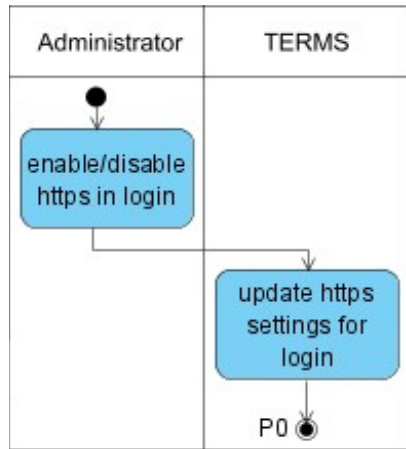 Administrator
TERMS
enable/disable
https in login
update https
settings for
login
P0